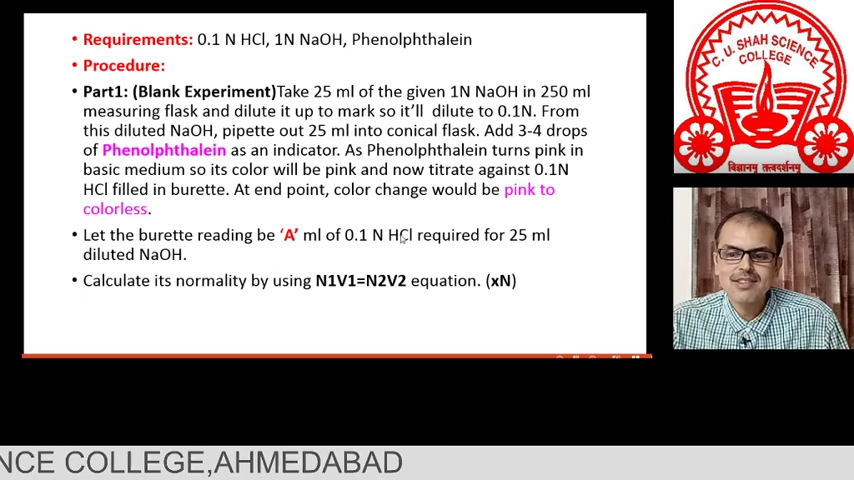 • Requirements: 0.1 N HCl, 1N NaOH, Phenolphthalein
• Procedure:
• Part1: (Blank Experiment)Take 25 ml of the given 1N NaOH in 250 ml
measuring flask and dilute it up to mark so it'll dilute to 0.1N. From
this diluted NaOH, pipette out 25 ml into conical flask. Add 3-4 drops
of Phenolphthalein as an indicator. As Phenolphthalein turns pink in
basic medium so its color will be pink and now titrate against 0.1N
HCl filled in burette. At end point, color change would be pink to
colorless.
• Let the burette reading be 'A' ml of 0.1 N HCl required for 25 ml
diluted NaOH.
• Calculate its normality by using N1V1=N2V2 equation. (xN)
C. U. SHAH SCIENCE
COLLEGE
विज्ञानम् तत्त्वदर्शनम्
NCE COLLEGE,AHMEDABAD